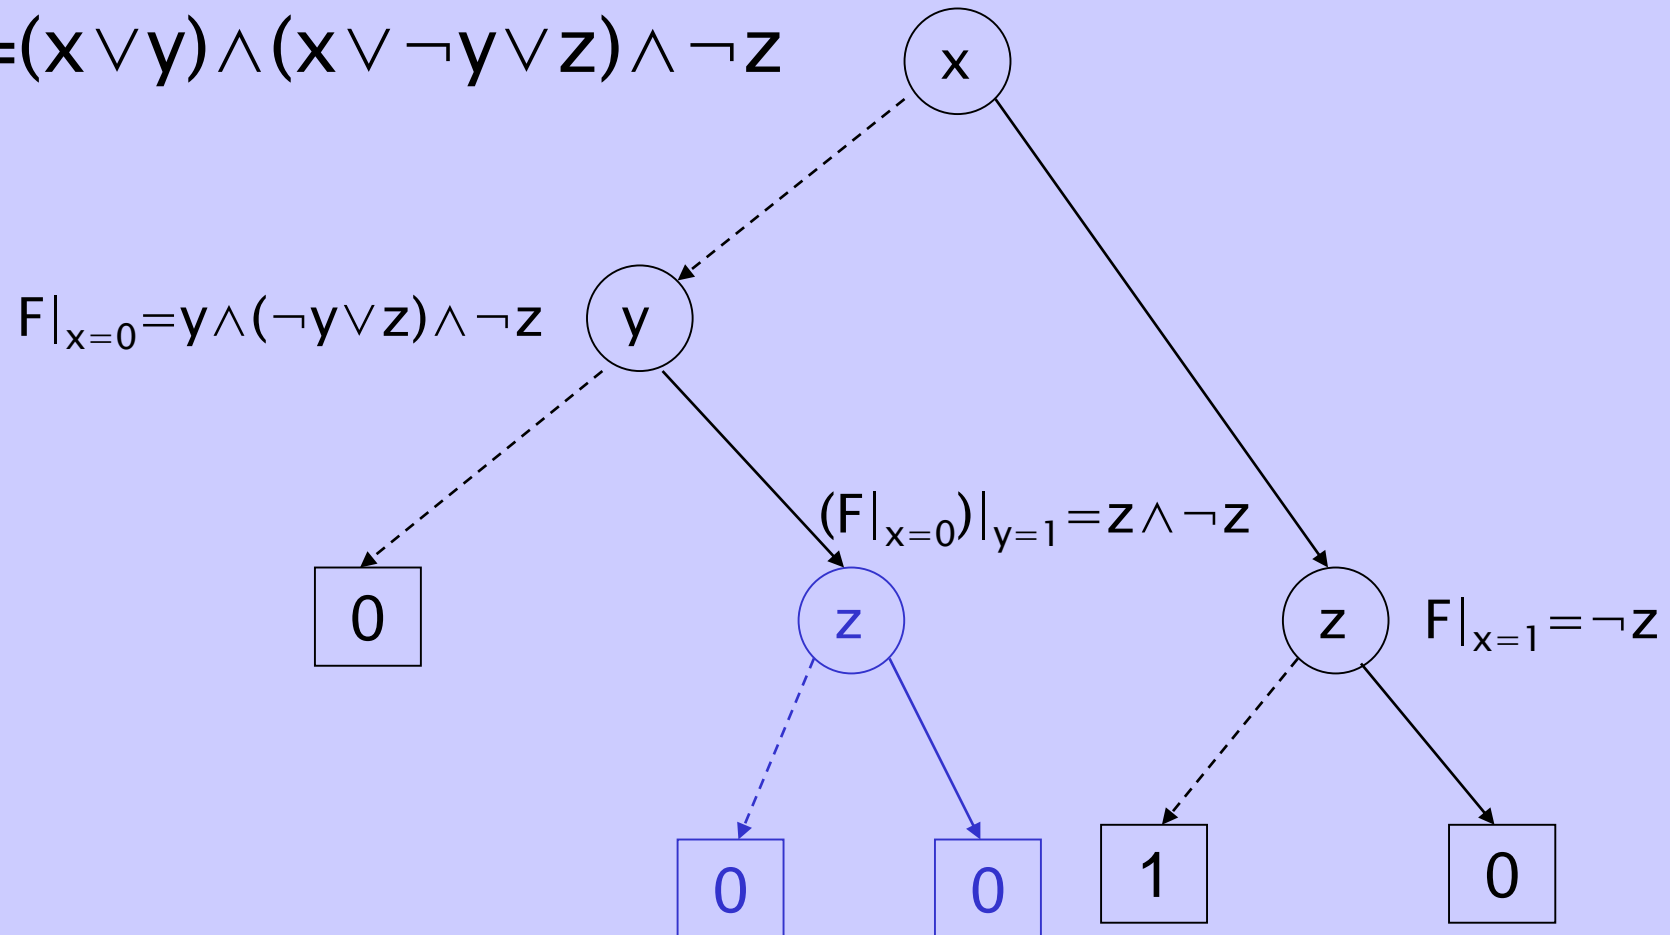 =(x∨y)∧(x∨¬y∨z)∧¬z
x
F|x=0=y∧(¬y∨z)∧¬z
y
(F|x=0)|y=1=z∧¬z
0
z
z
F|x=1=¬z
0
0
1
0